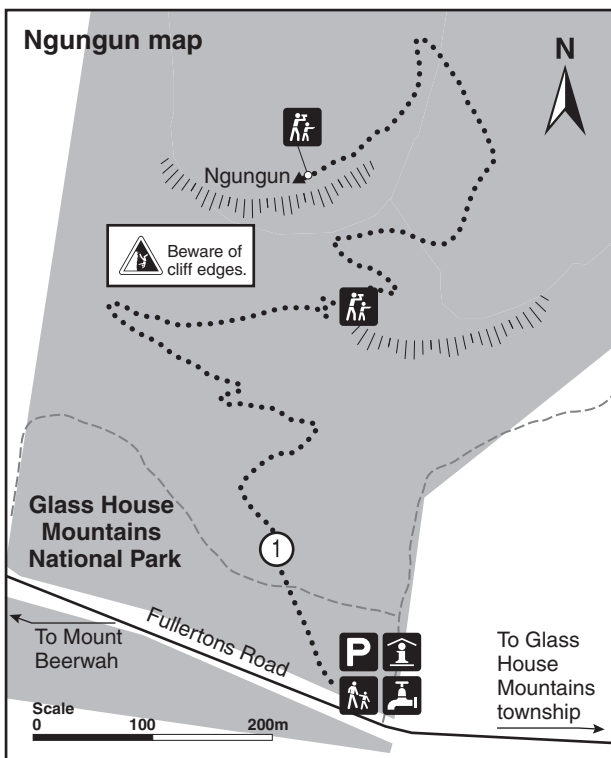 Ngungun map
N
Ngungun
Beware of
cliff edges.
Glass House
Mountains
National Park
1
Fullertons Road
To Mount
Beerwah
P
i
To Glass
House
Mountains
township
Scale
0 100 200m